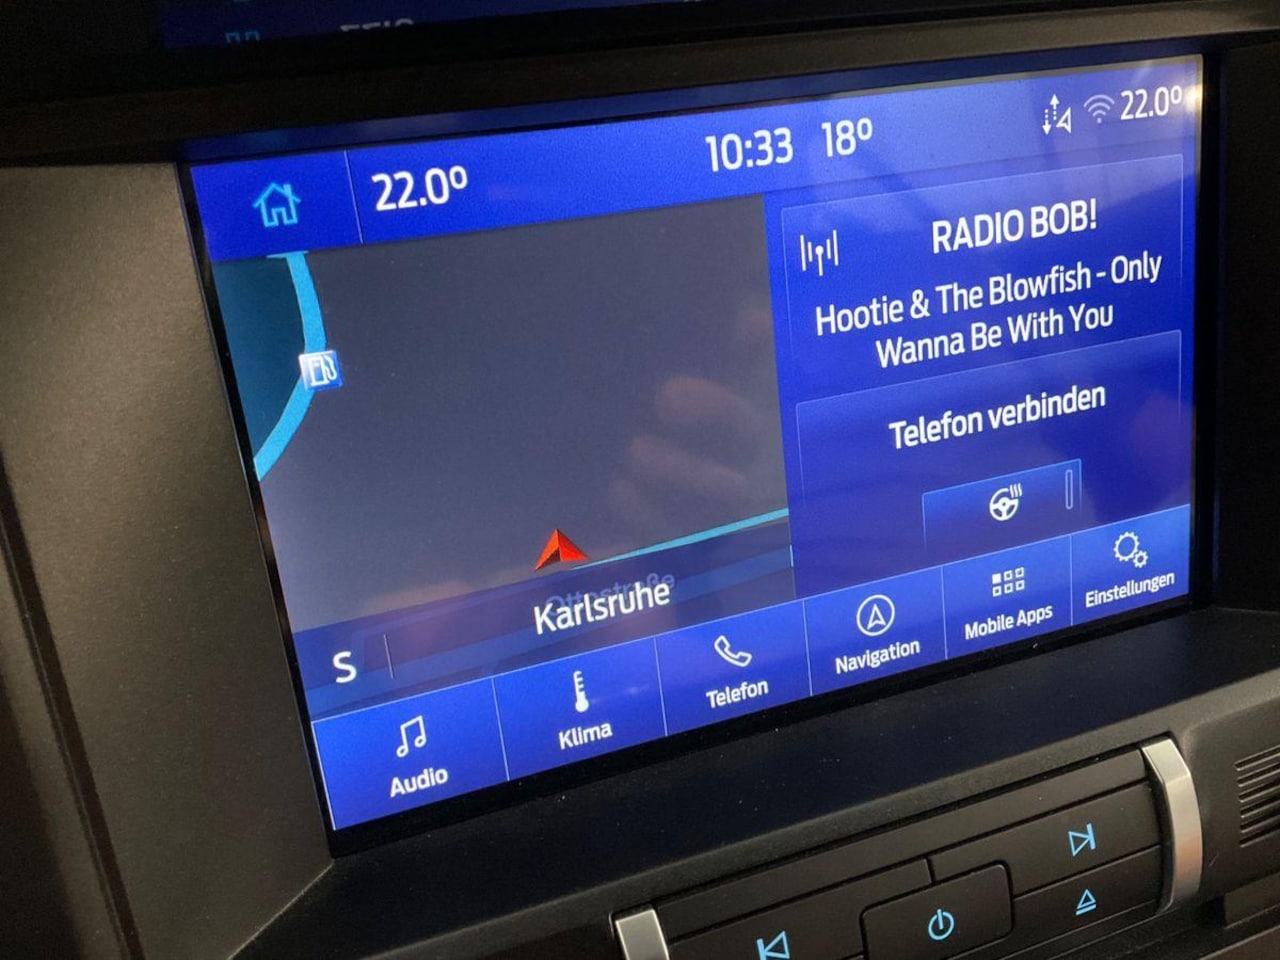 22.0°
10:33 18°
22.0°
RADIO BOB!
Hootie & The Blowfish - Only
Wanna Be With You
Telefon verbinden
Ottostraße
Karlsruhe
S
Audio
Klima
Telefon
Navigation
Mobile Apps
Einstellungen